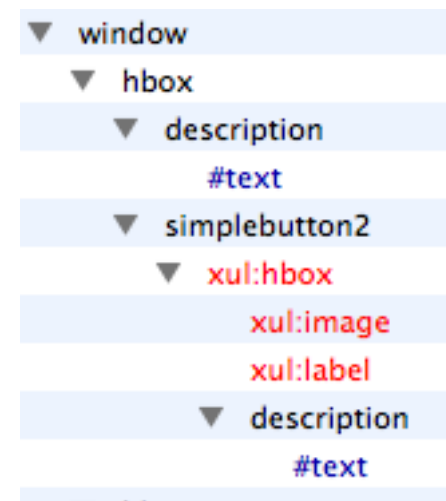 window
hbox
description
#text
simplebutton2
xul:hbox
xul:image
xul:label
description
#text